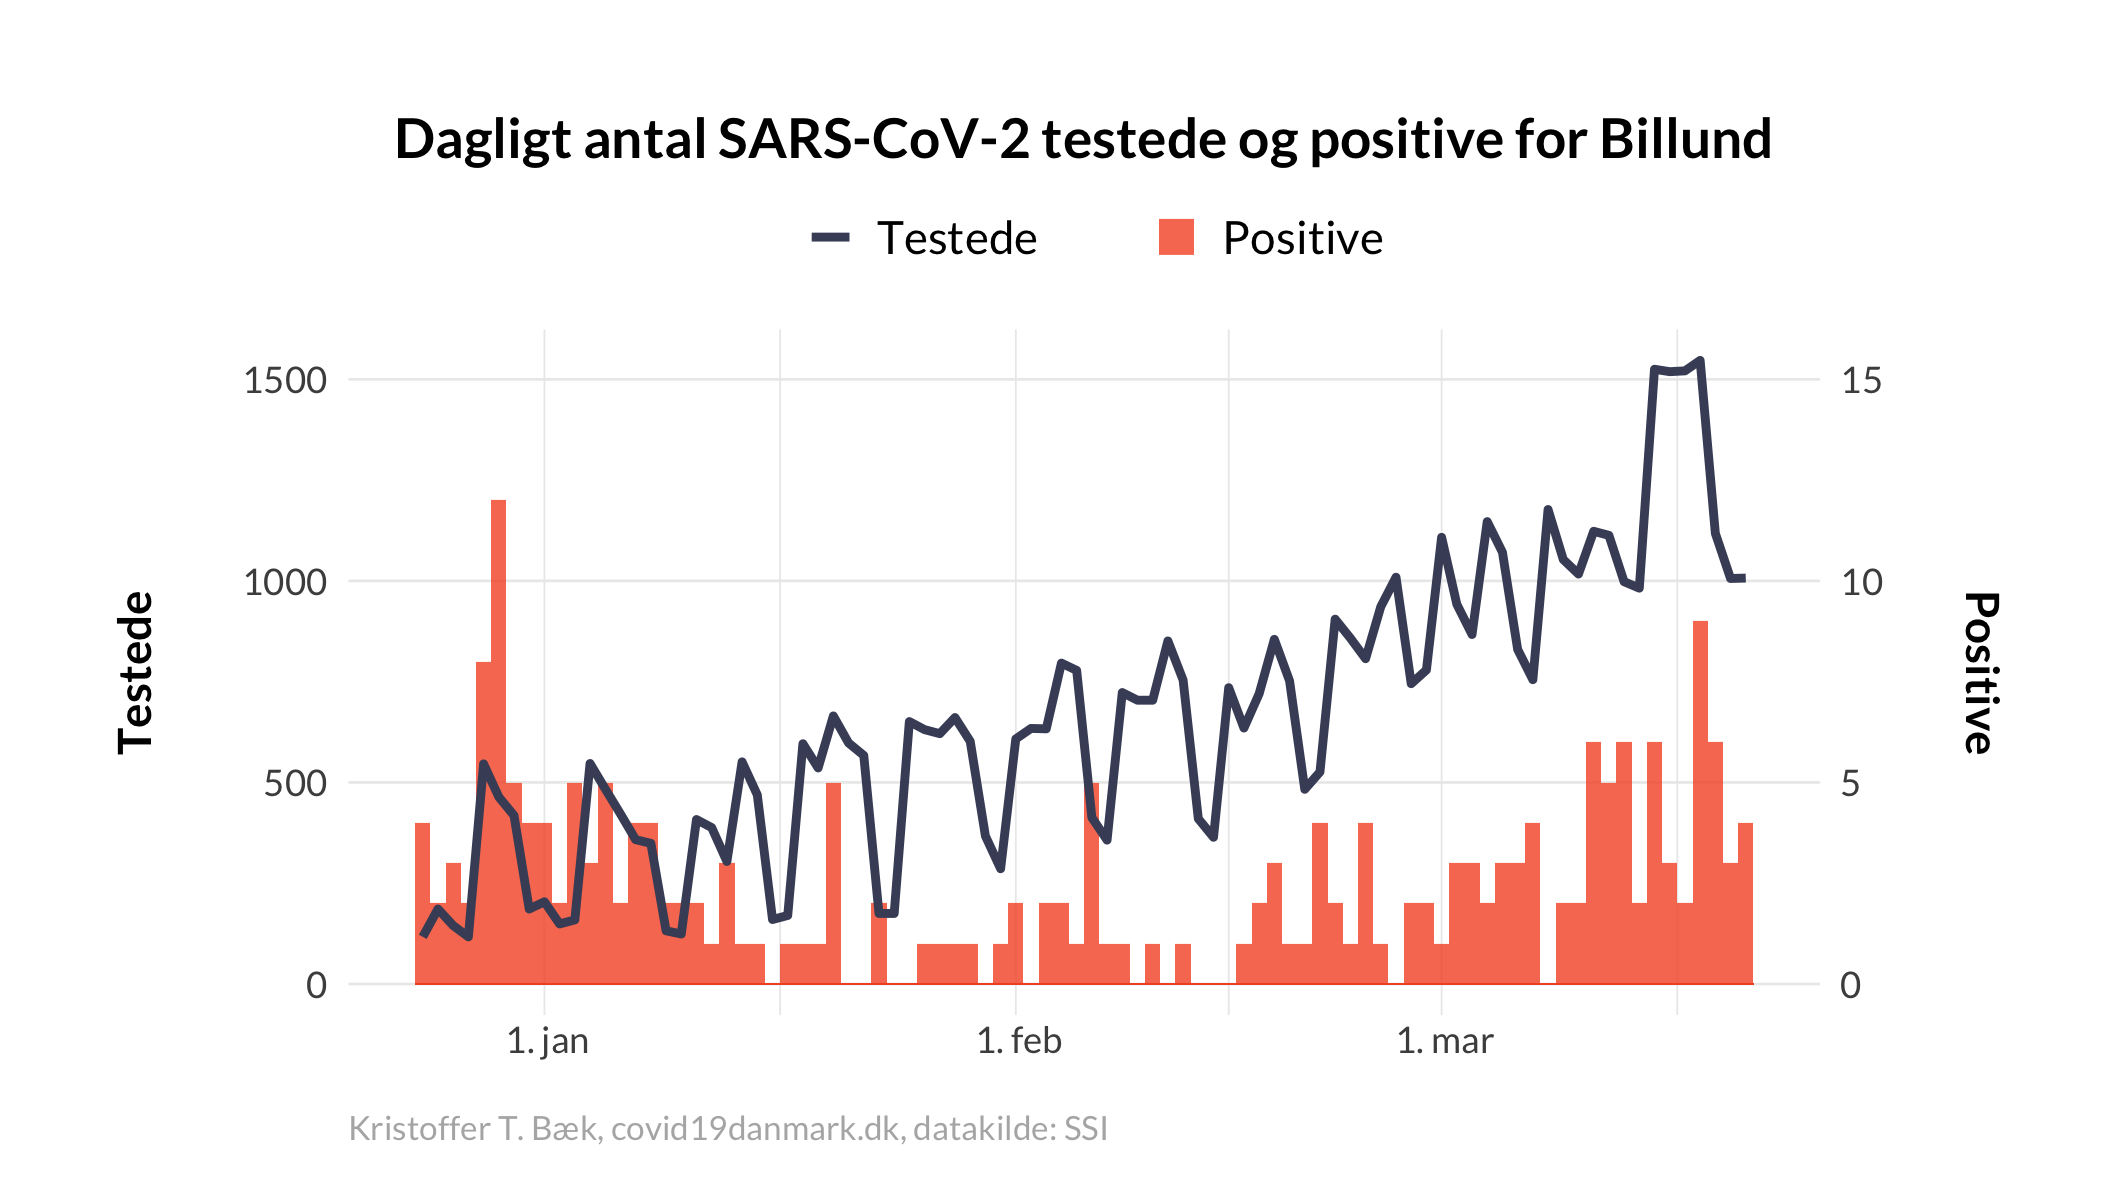 Dagligt antal SARS-CoV-2 testede og positive for Billund
Testede Positive
1500 15
1000 10
500 5
0 0
Testede
Positive
1. jan 1. feb 1. mar
Kristoffer T. Bæk, covid19danmark.dk, datakilde: SSI